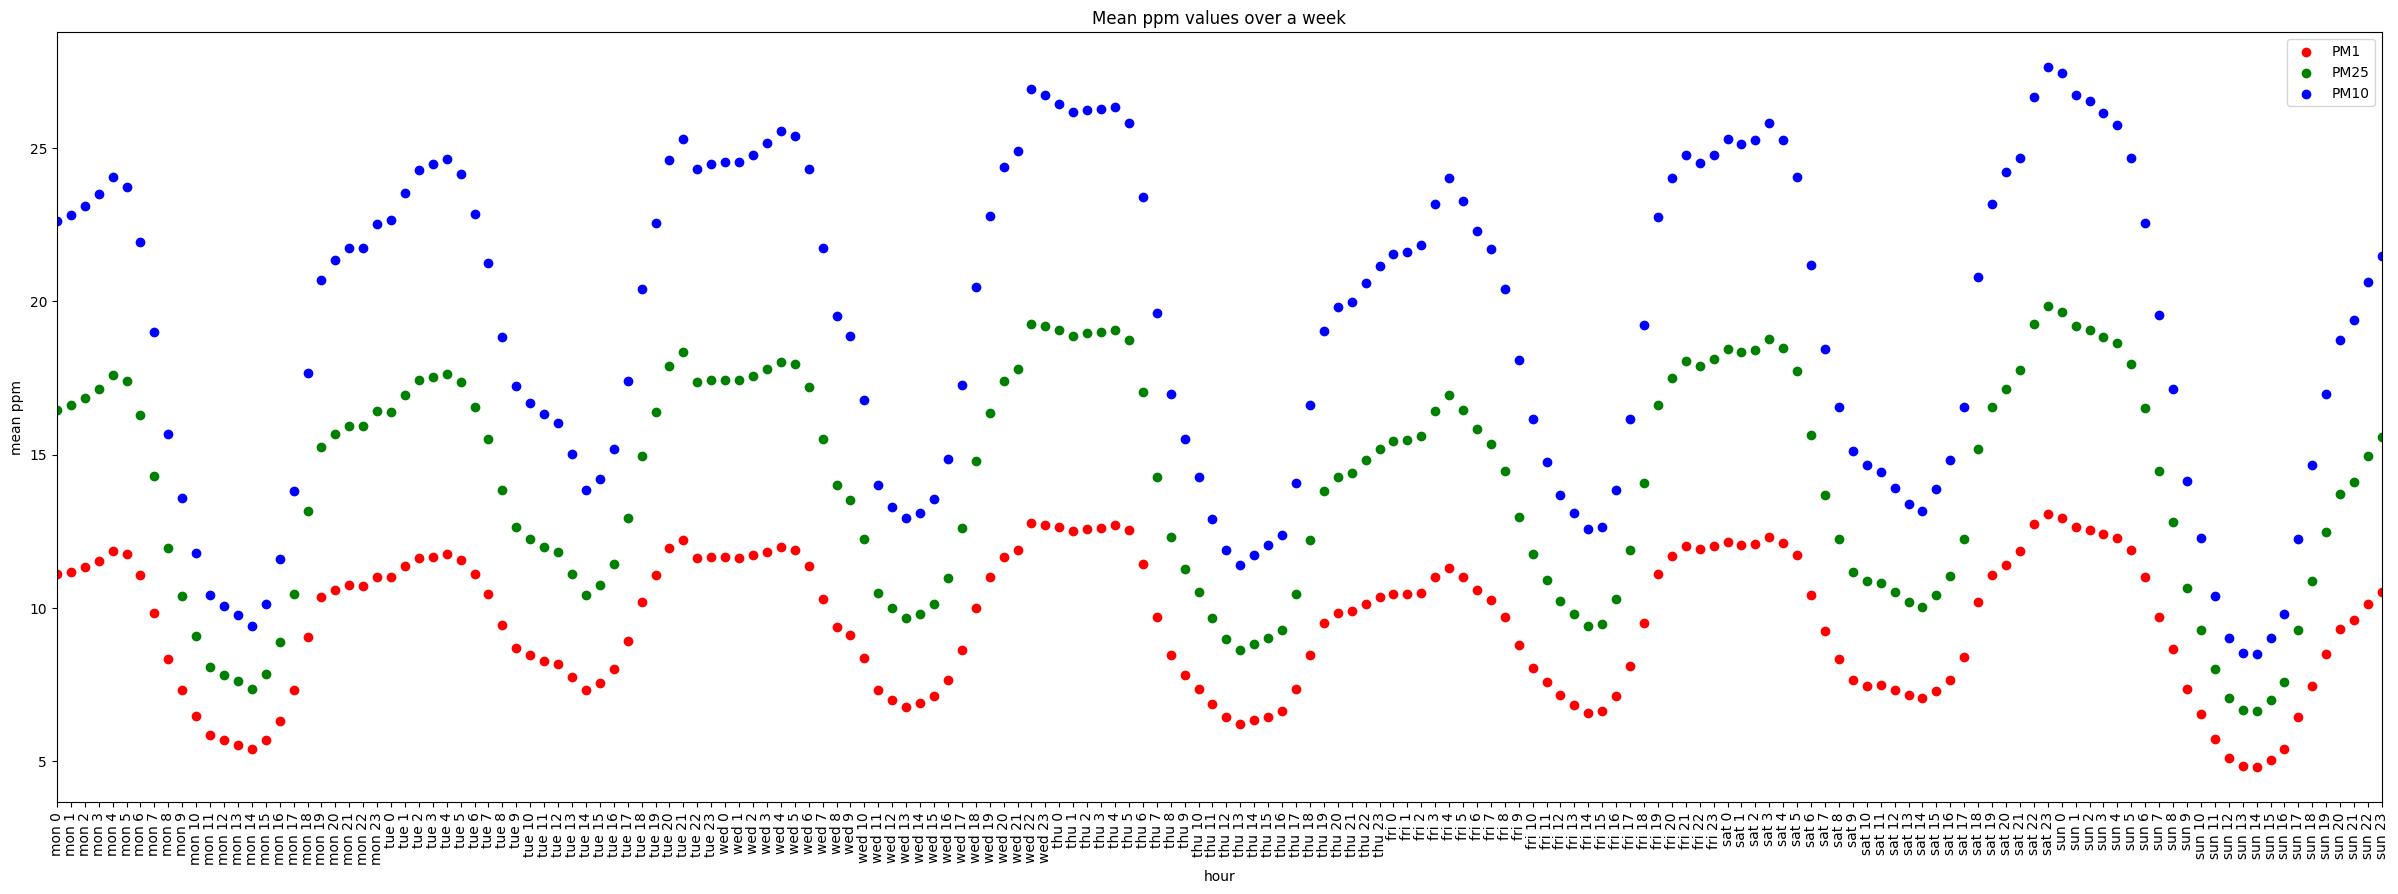 Mean ppm values over a week
PM1
PM25
PM10
mean ppm
25
20
15
10
5
mon 0
mon 1
mon 2
mon 3
mon 4
mon 5
mon 6
mon 7
mon 8
mon 9
mon 10
mon 11
mon 12
mon 13
mon 14
mon 15
mon 16
mon 17
mon 18
mon 19
mon 20
mon 21
mon 22
mon 23
tue 0
tue 1
tue 2
tue 3
tue 4
tue 5
tue 6
tue 7
tue 8
tue 9
tue 10
tue 11
tue 12
tue 13
tue 14
tue 15
tue 16
tue 17
tue 18
tue 19
tue 20
tue 21
tue 22
tue 23
wed 0
wed 1
wed 2
wed 3
wed 4
wed 5
wed 6
wed 7
wed 8
wed 9
wed 10
wed 11
wed 12
wed 13
wed 14
wed 15
wed 16
wed 17
wed 18
wed 19
wed 20
wed 21
wed 22
wed 23
thu 0
thu 1
thu 2
thu 3
thu 4
thu 5
thu 6
thu 7
thu 8
thu 9
thu 10
thu 11
thu 12
thu 13
thu 14
thu 15
thu 16
thu 17
thu 18
thu 19
thu 20
thu 21
thu 22
thu 23
fri 0
fri 1
fri 2
fri 3
fri 4
fri 5
fri 6
fri 7
fri 8
fri 9
fri 10
fri 11
fri 12
fri 13
fri 14
fri 15
fri 16
fri 17
fri 18
fri 19
fri 20
fri 21
fri 22
fri 23
sat 0
sat 1
sat 2
sat 3
sat 4
sat 5
sat 6
sat 7
sat 8
sat 9
sat 10
sat 11
sat 12
sat 13
sat 14
sat 15
sat 16
sat 17
sat 18
sat 19
sat 20
sat 21
sat 22
sat 23
sun 0
sun 1
sun 2
sun 3
sun 4
sun 5
sun 6
sun 7
sun 8
sun 9
sun 10
sun 11
sun 12
sun 13
sun 14
sun 15
sun 16
sun 17
sun 18
sun 19
sun 20
sun 21
sun 22
sun 23
hour